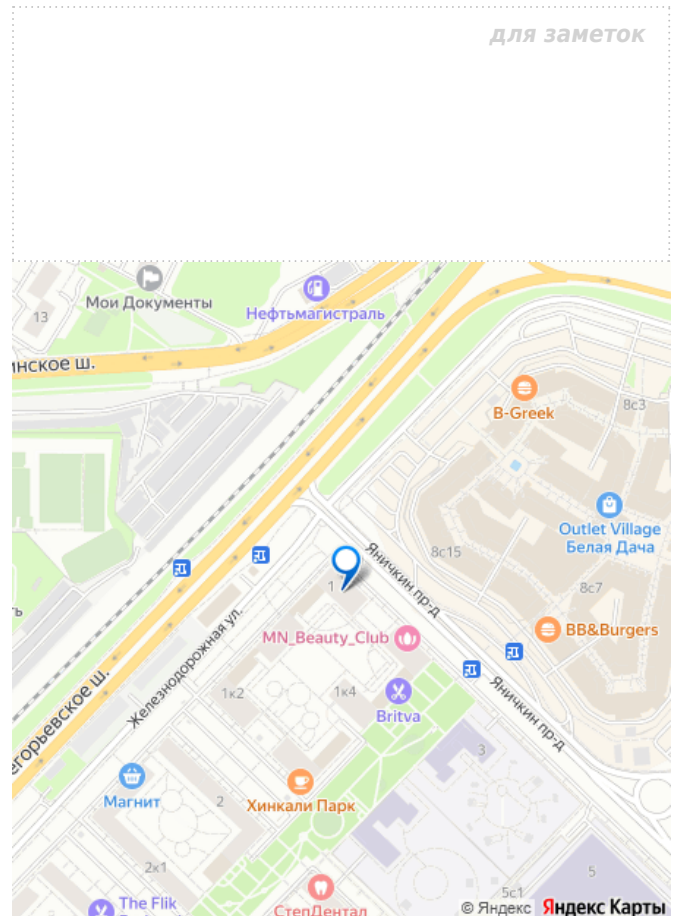 для заметок
Мои Документы
Нефтьмагистраль
13
инское ш.
B-Greek
8с3
Outlet Village
Белая Дача
8с15
8с7
BB&Burgers
Яничкин пр-д
1
MN_Beauty_Club
Железнодорожная ул.
1к2
1к4
Britva
Яничкин пр-д
егорьевское ш.
Магнит
2
Хинкали Парк
3
2к1
5
5с1
The Flik
СтепДентал
© Яндекс Яндекс Карты